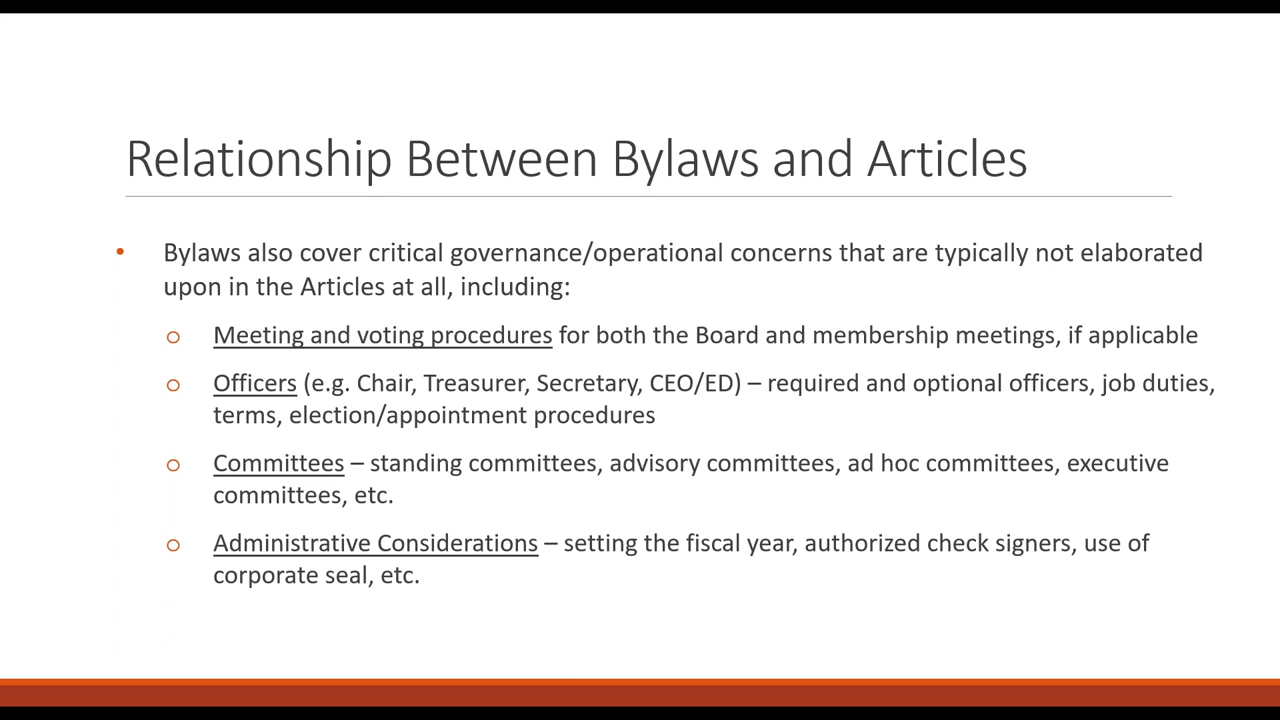 Relationship Between Bylaws and Articles
• Bylaws also cover critical governance/operational concerns that are typically not elaborated
upon in the Articles at all, including:
o Meeting and voting procedures for both the Board and membership meetings, if applicable
o Officers (e.g. Chair, Treasurer, Secretary, CEO/ED) – required and optional officers, job duties,
terms, election/appointment procedures
o Committees – standing committees, advisory committees, ad hoc committees, executive
committees, etc.
o Administrative Considerations – setting the fiscal year, authorized check signers, use of
corporate seal, etc.